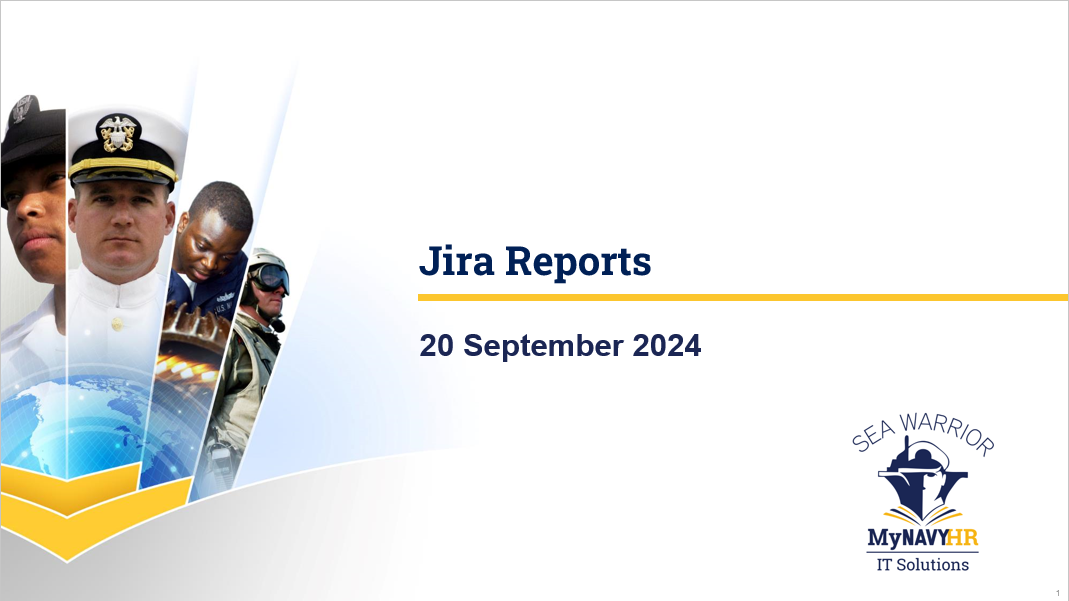 Jira Reports
20 September 2024
U.S. N
SEA WARRIOR
MyNAVYHR
IT Solutions
1